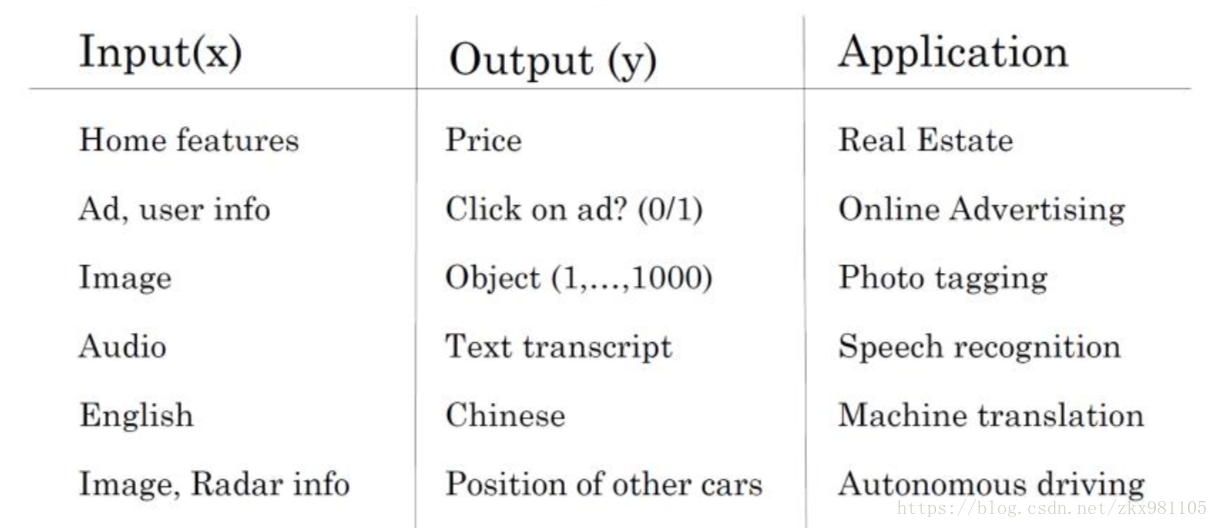 Input(x) Output (y) Application
Home features Price Real Estate
Ad, user info Click on ad? (0/1) Online Advertising
Image Object (1,...,1000) Photo tagging
Audio Text transcript Speech recognition
English Chinese Machine translation
Image, Radar info Position of other cars Autonomous driving
https://blog.csdn.net/zkx981105